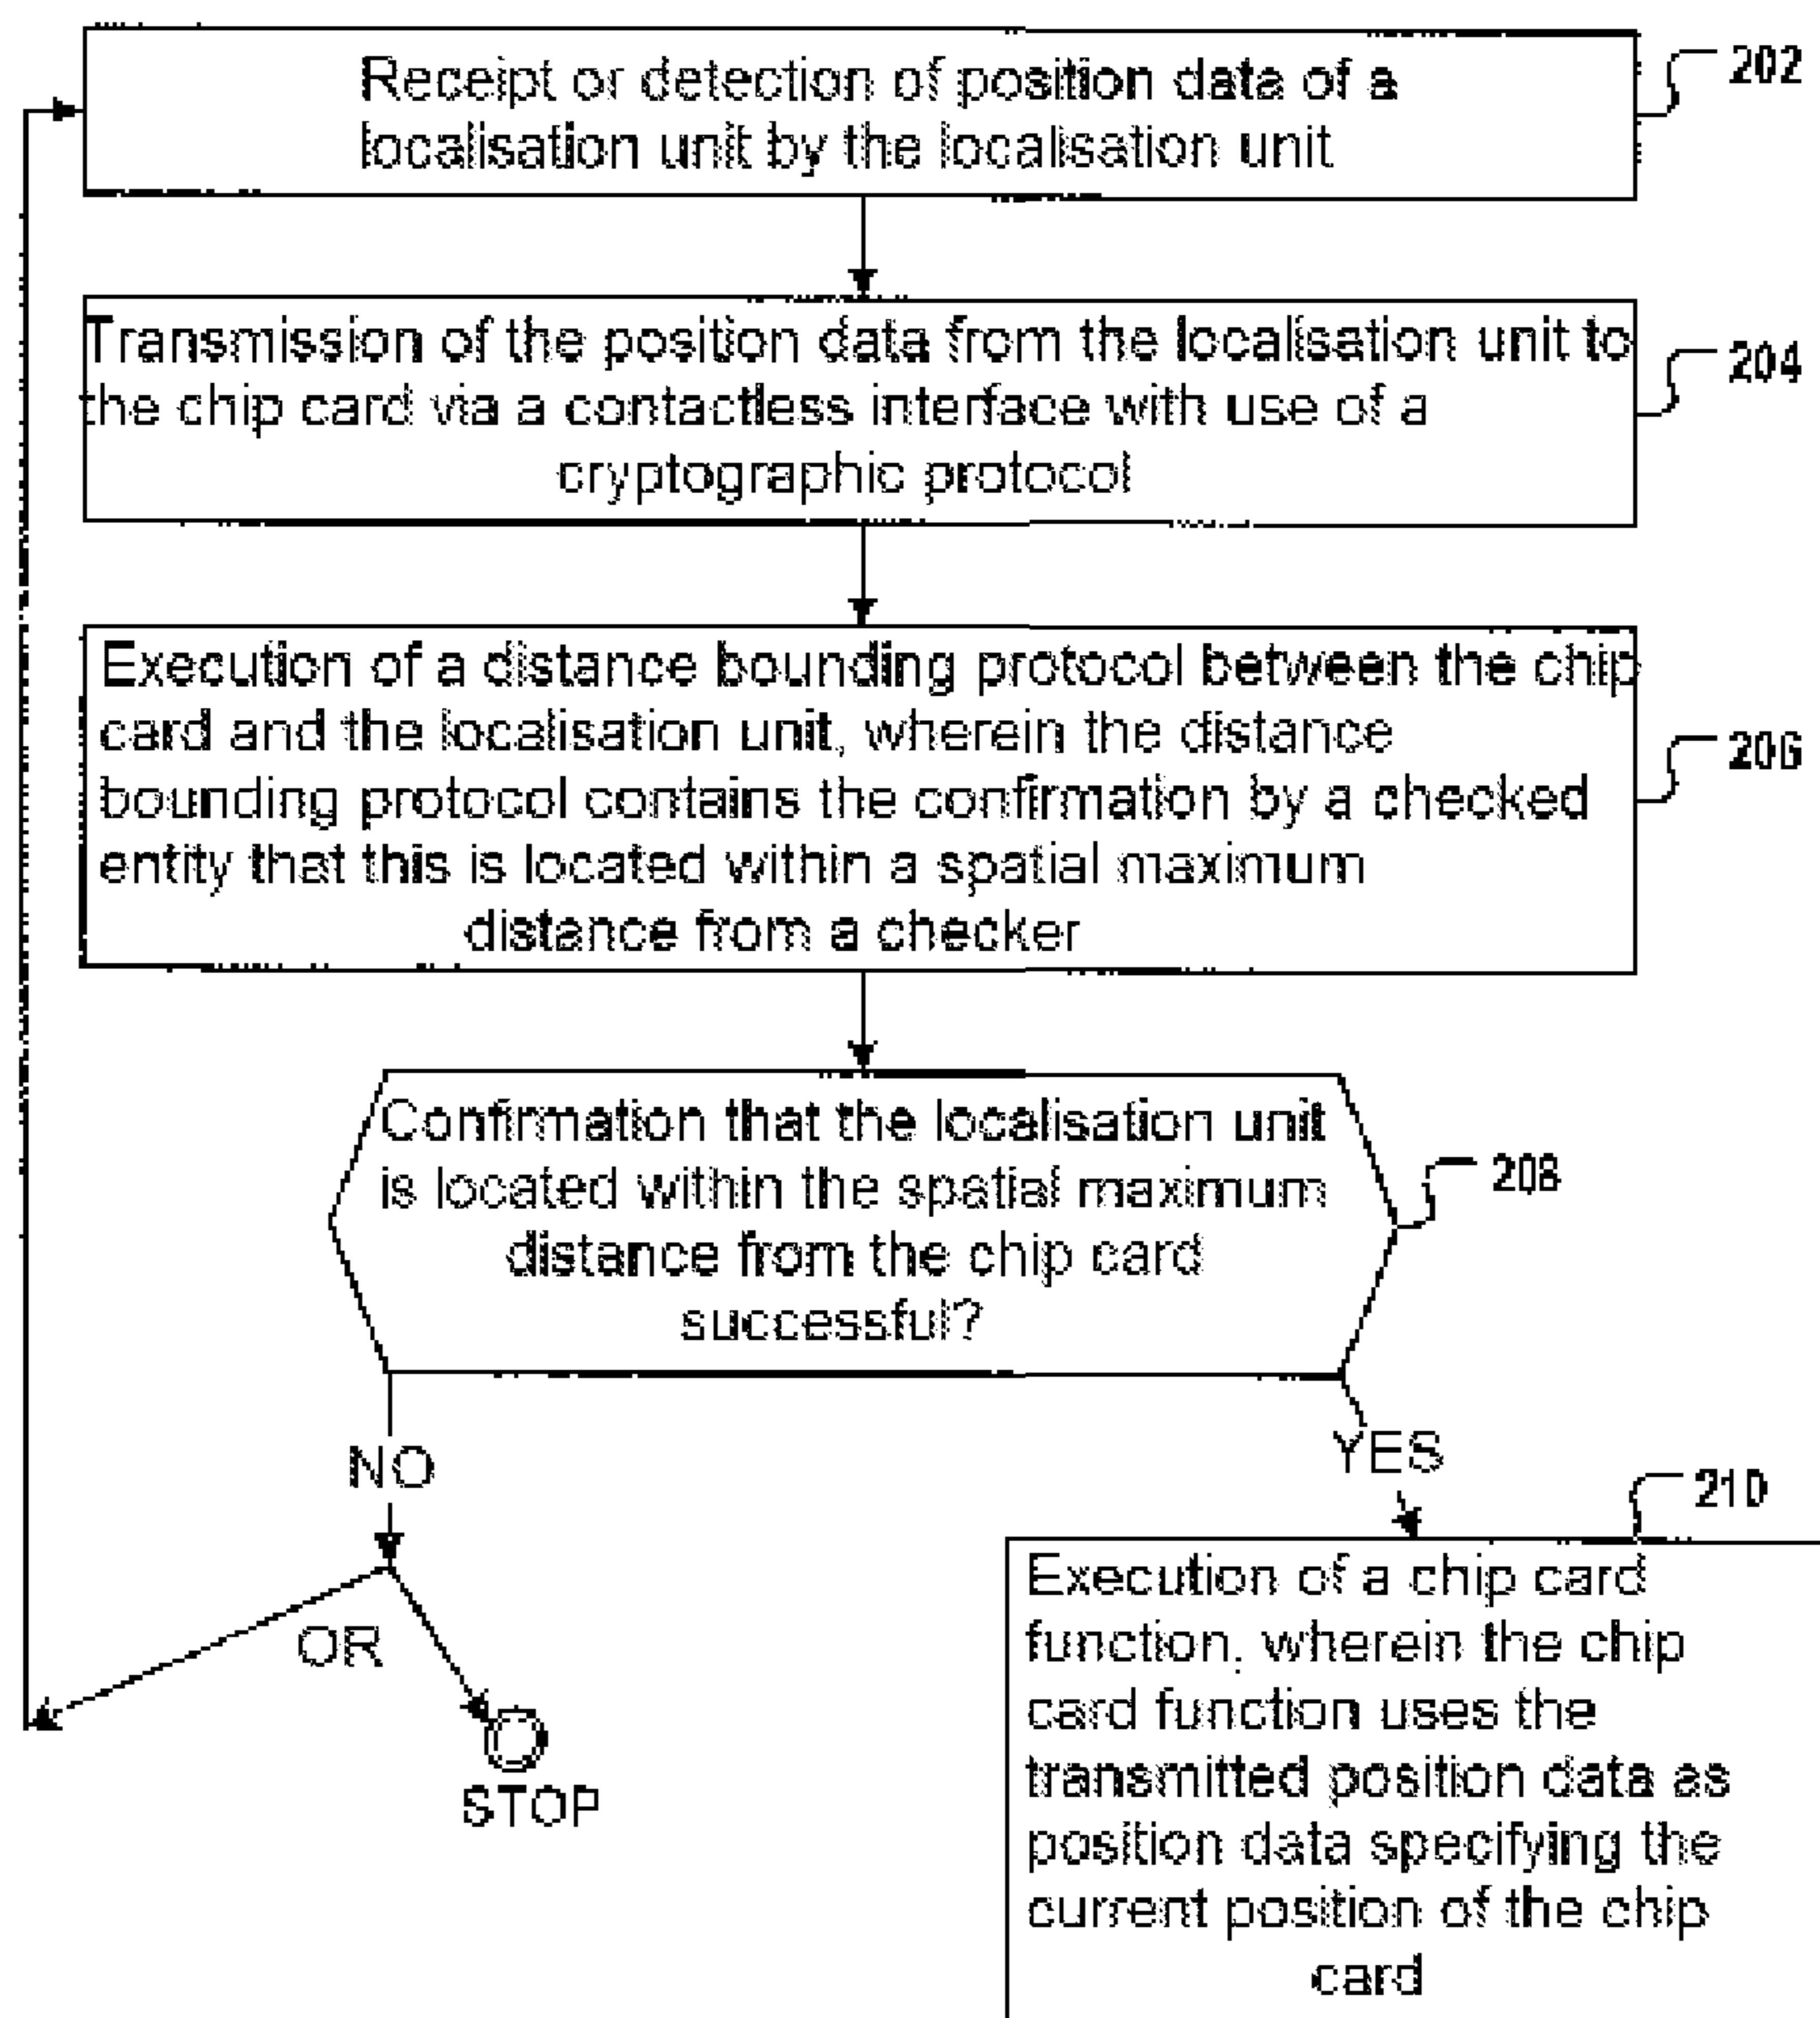 Receipt or detection of position data of a
localisation unit by the localisation unit
202
Transmission of the position data from the localisation unit to
the chip card via a contactless interface with use of a
cryptographic protocol
204
Execution of a distance bounding protocol between the chip
card and the localisation unit, wherein the distance
bounding protocol contains the confirmation by a checked
entity that this is located within a spatial maximum
distance from a checker
206
Confirmation that the localisation unit
is located within the spatial maximum
distance from the chip card
successful?
208
NO
YES
OR
STOP
210
Execution of a chip card
function, wherein the chip
card function uses the
transmitted position data as
position data specifying the
current position of the chip
card